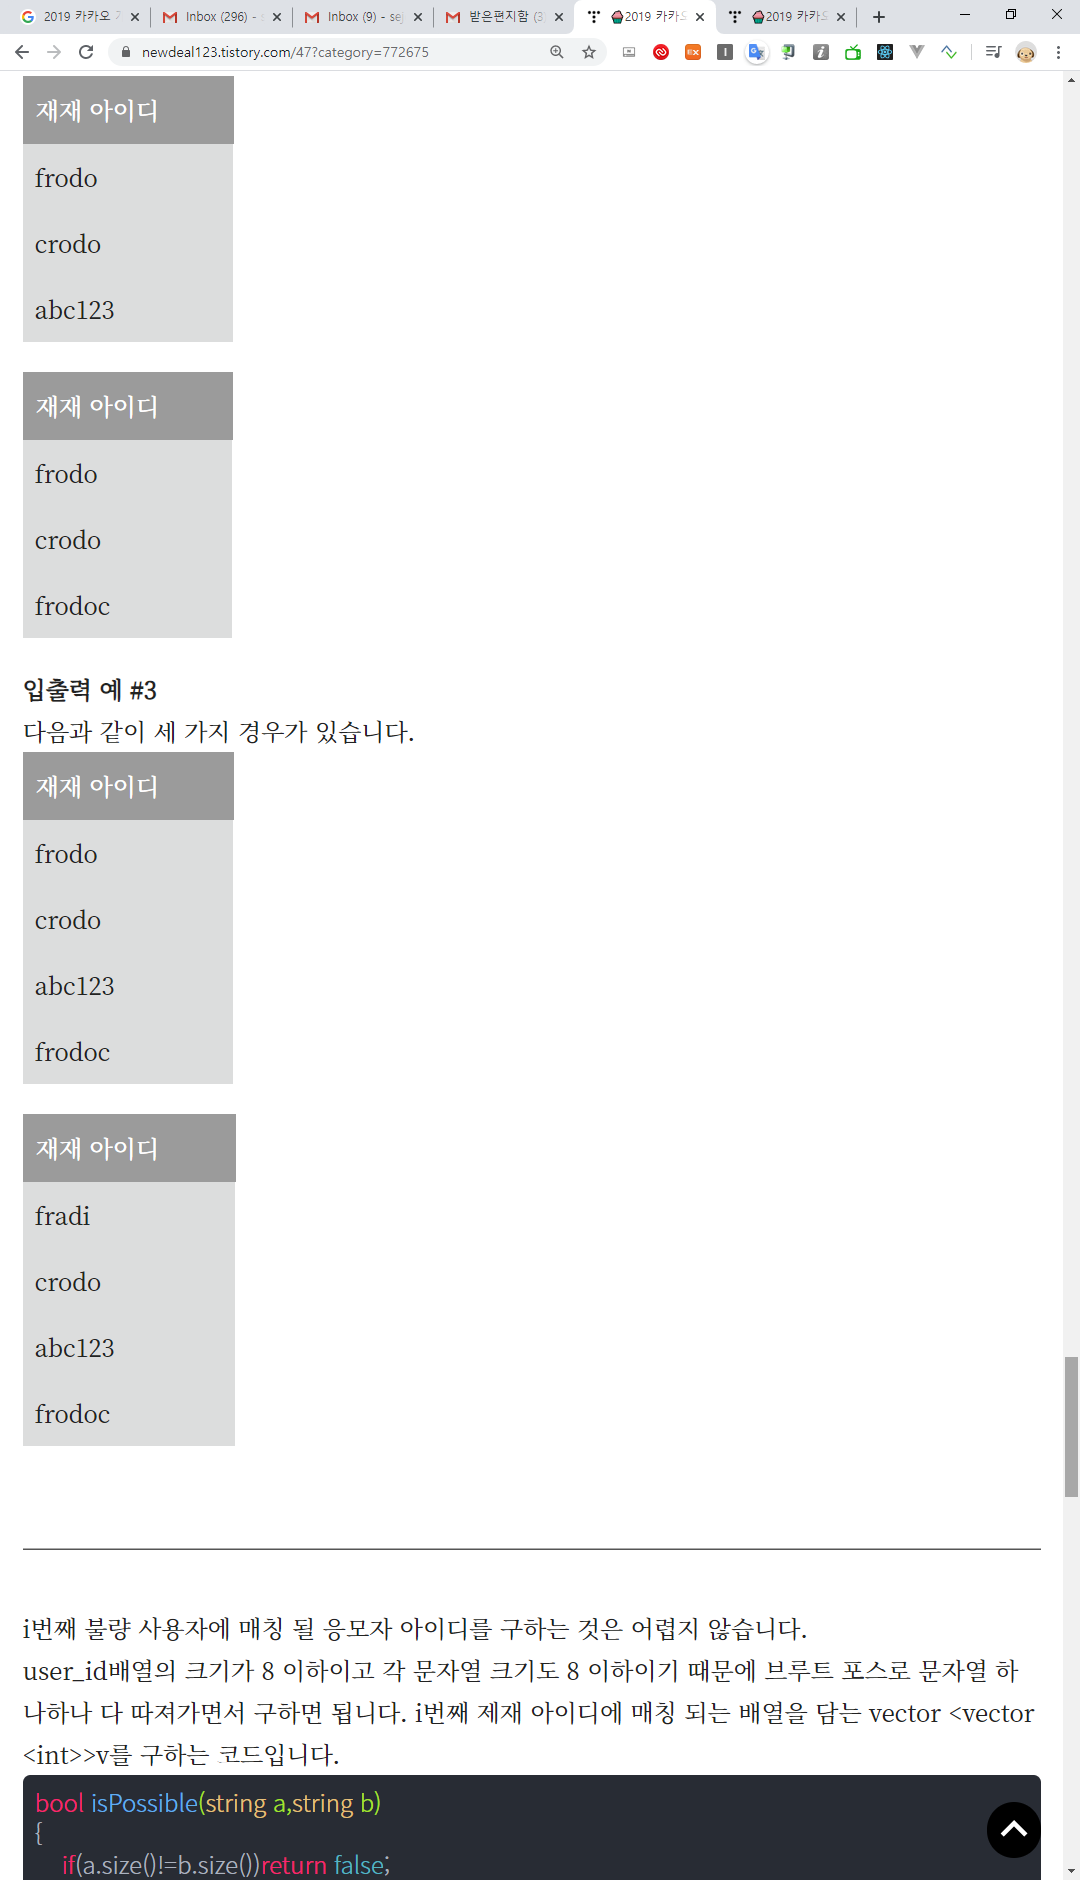 2019 카카오
Inbox (296) -
Inbox (9) - se
받은편지함 (3
2019 카카오
2019 카카오
newdeal123.tistory.com/47?category=772675
재재 아이디
frodo
crodo
abc123
재재 아이디
frodo
crodo
frodoc
입출력 예 #3
다음과 같이 세 가지 경우가 있습니다.
재재 아이디
frodo
crodo
abc123
frodoc
재재 아이디
fradi
crodo
abc123
frodoc
i번째 불량 사용자에 매칭 될 응모자 아이디를 구하는 것은 어렵지 않습니다.
user_id배열의 크기가 8 이하이고 각 문자열 크기도 8 이하이기 때문에 브루트 포스로 문자열 하
나하나 다 따져가면서 구하면 됩니다. i번째 제재 아이디에 매칭 되는 배열을 담는 vector <vector
<int>>v를 구하는 코드입니다.
bool isPossible(string a,string b)
{
if(a.size()!=b.size())return false;